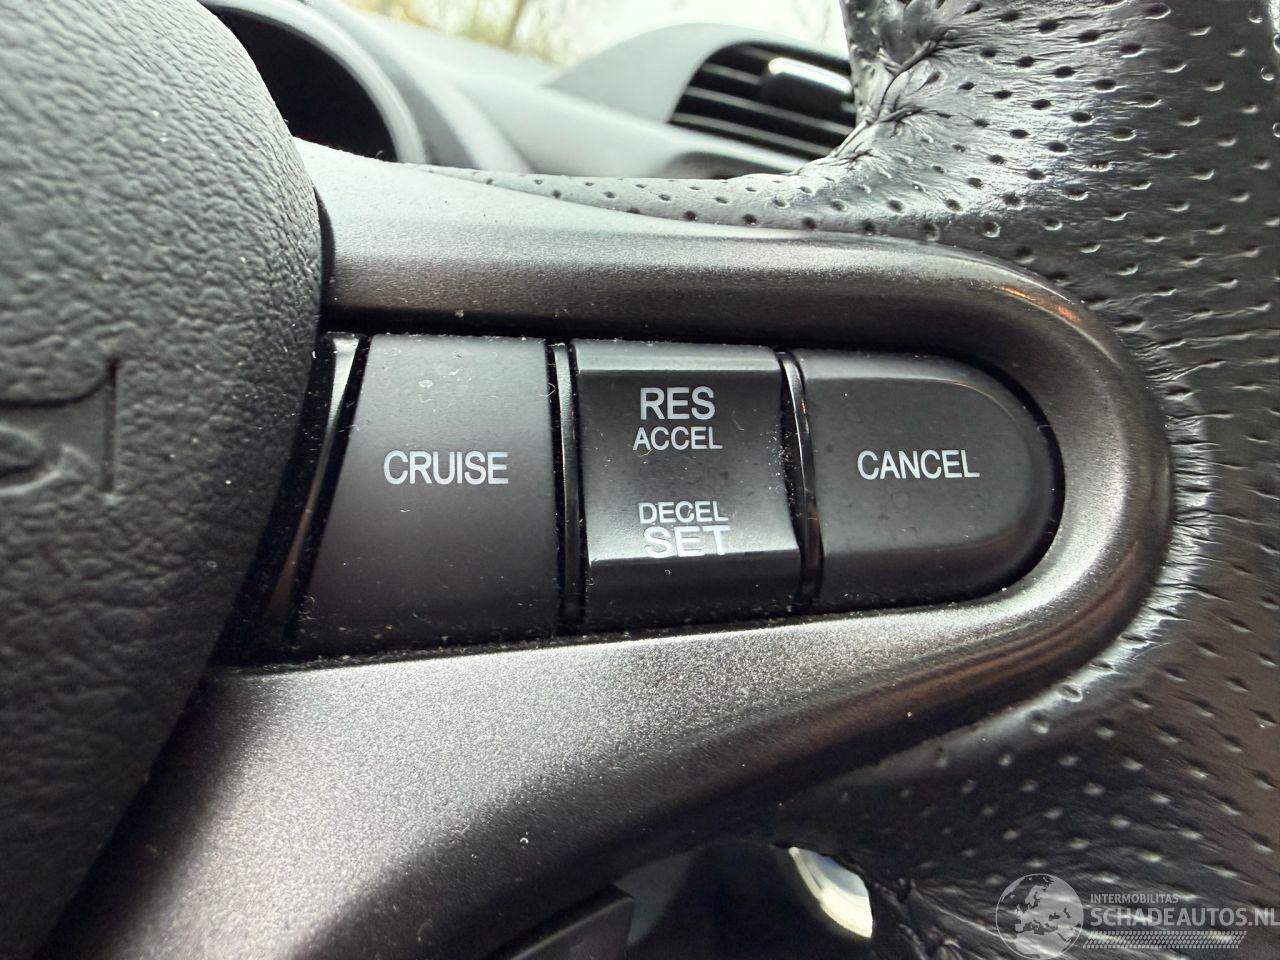 CRUISE
RES
ACCEL
DECEL
SET
CANCEL
INTERMOBILITAS
SCHADEAUTOS.NL